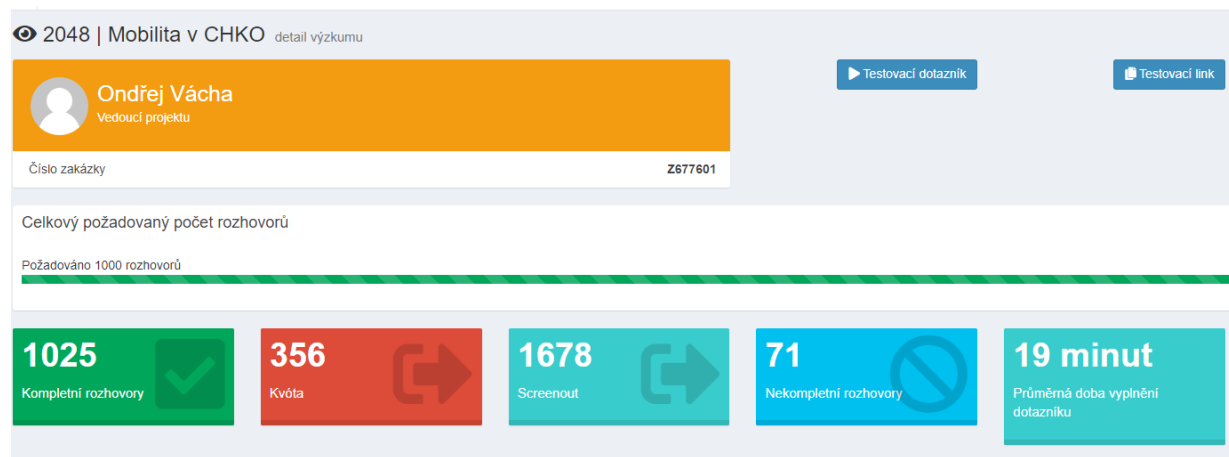 2048 | Mobilita v CHKO detail výzkumu
Testovací dotazník
Testovací link
Ondřej Vácha
Vedoucí projektu
Číslo zakázky Z677601
Celkový požadovaný počet rozhovorů
Požadováno 1000 rozhovorů
1025
Kompletní rozhovory
356
Kvóta
1678
Screenout
71
Nekompletní rozhovory
19 minut
Průměrná doba vyplnění
dotazníku